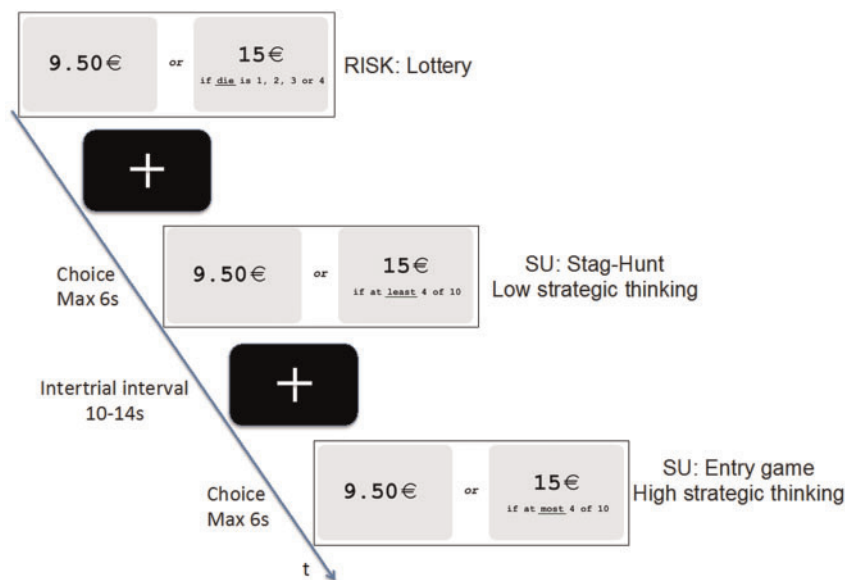 9.50€ or 15€
if die is 1, 2, 3 or 4
RISK: Lottery
Choice
Max 6s
9.50€ or 15€
if at least 4 of 10
SU: Stag-Hunt
Low strategic thinking
Intertrial interval
10-14s
Choice
Max 6s
9.50€ or 15€
if at most 4 of 10
SU: Entry game
High strategic thinking
t